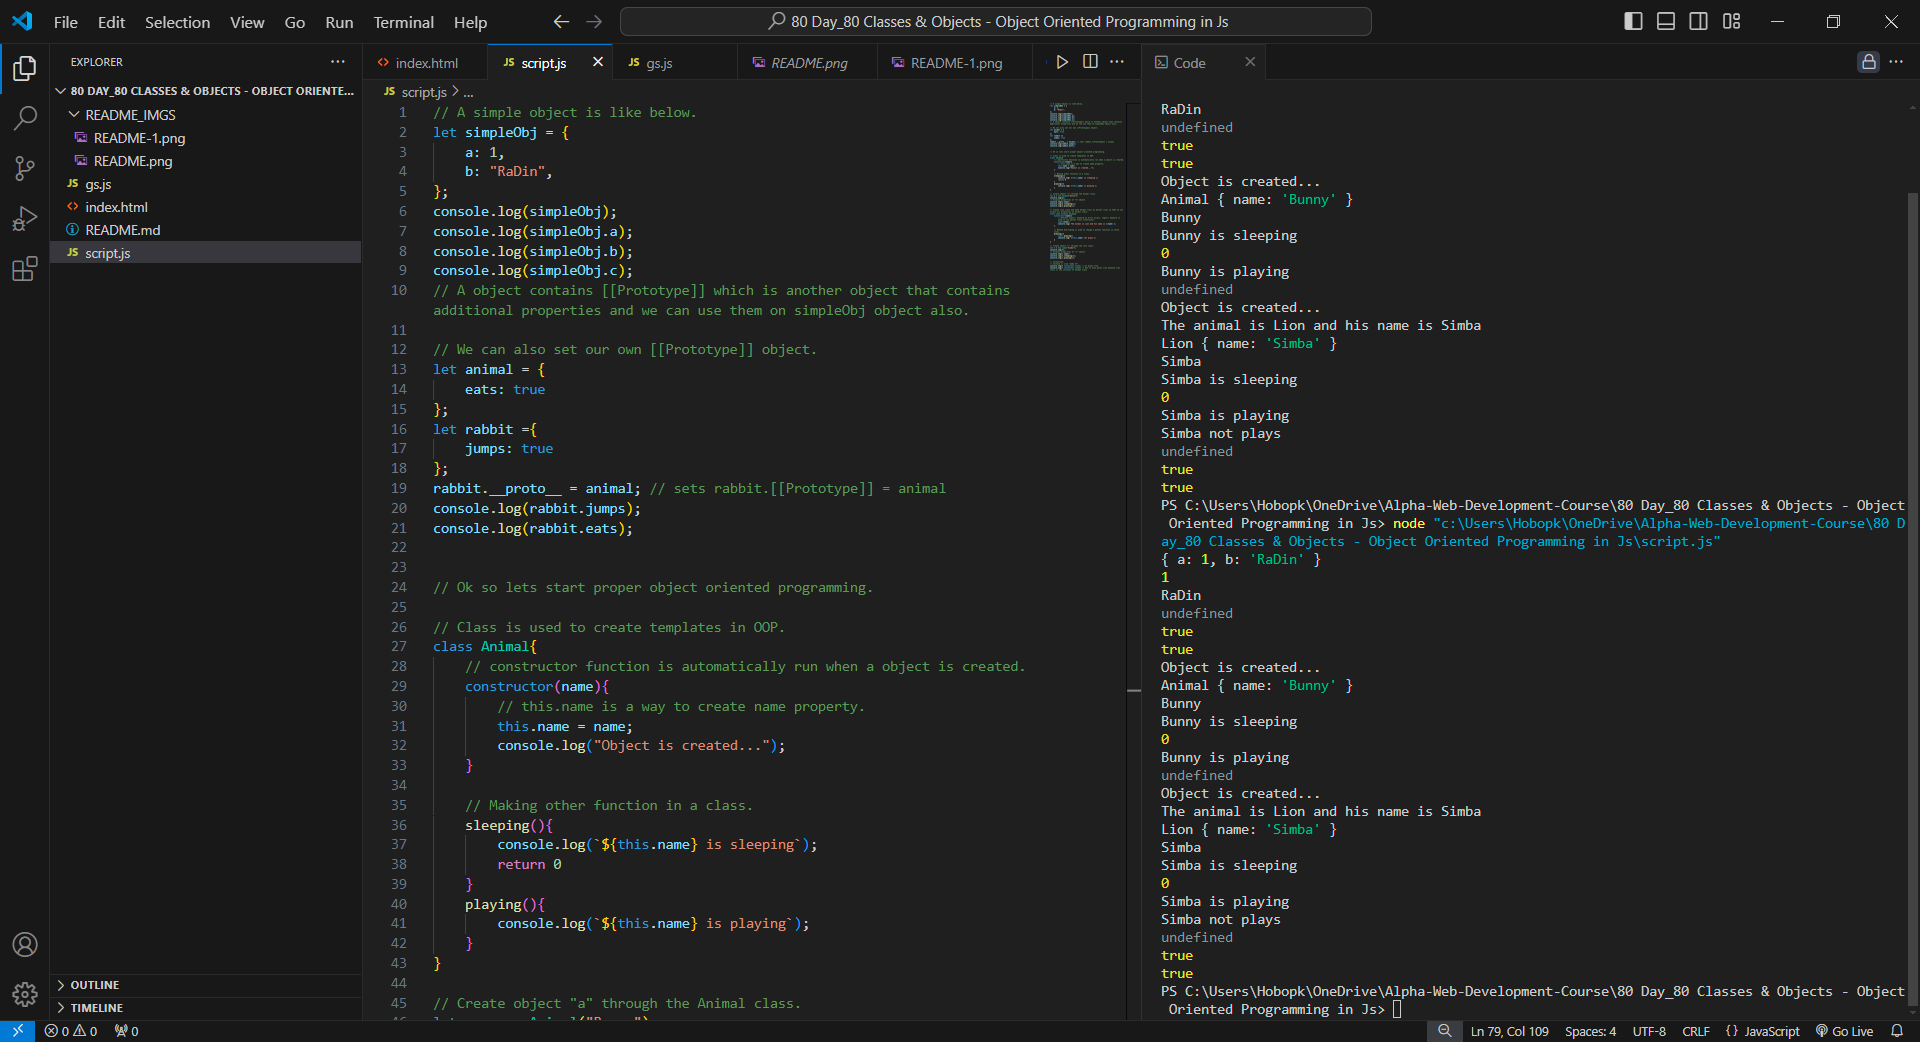 File Edit Selection View Go Run Terminal Help
80 Day_80 Classes & Objects - Object Oriented Programming in Js
EXPLORER
80 DAY_80 CLASSES & OBJECTS - OBJECT ORIENTE...
README_IMGS
README-1.png
README.png
JS gs.js
index.html
README.md
JS script.js
OUTLINE
TIMELINE
index.html
JS script.js
JS gs.js
README.png
README-1.png
JS script.js > ...
1 // A simple object is like below.
2 let simpleObj = {
3 a: 1,
4 b: "RaDin",
5 };
6 console.log(simpleObj);
7 console.log(simpleObj.a);
8 console.log(simpleObj.b);
9 console.log(simpleObj.c);
10 // A object contains [[Prototype]] which is another object that contains
additional properties and we can use them on simpleObj object also.
11
12 // We can also set our own [[Prototype]] object.
13 let animal = {
14 eats: true
15 };
16 let rabbit ={
17 jumps: true
18 };
19 rabbit.__proto__ = animal; // sets rabbit.[[Prototype]] = animal
20 console.log(rabbit.jumps);
21 console.log(rabbit.eats);
22
23
24 // Ok so lets start proper object oriented programming.
25
26 // Class is used to create templates in OOP.
27 class Animal{
28 // constructor function is automatically run when a object is created.
29 constructor(name){
30 // this.name is a way to create name property.
31 this.name = name;
32 console.log("Object is created...");
33 }
34
35 // Making other function in a class.
36 sleeping(){
37 console.log(`${this.name} is sleeping`);
38 return 0
39 }
40 playing(){
41 console.log(`${this.name} is playing`);
42 }
43 }
44
45 // Create object "a" through the Animal class.
Code
RaDin
undefined
true
true
Object is created...
Animal { name: 'Bunny' }
Bunny
Bunny is sleeping
0
Bunny is playing
undefined
Object is created...
The animal is Lion and his name is Simba
Lion { name: 'Simba' }
Simba
Simba is sleeping
0
Simba is playing
Simba not plays
undefined
true
true
PS C:\Users\Hobopk\OneDrive\Alpha-Web-Development-Course\80 Day_80 Classes & Objects - Object
Oriented Programming in Js> node "c:\Users\Hobopk\OneDrive\Alpha-Web-Development-Course\80 D
ay_80 Classes & Objects - Object Oriented Programming in Js\script.js"
{ a: 1, b: 'RaDin' }
1
RaDin
undefined
true
true
Object is created...
Animal { name: 'Bunny' }
Bunny
Bunny is sleeping
0
Bunny is playing
undefined
Object is created...
The animal is Lion and his name is Simba
Lion { name: 'Simba' }
Simba
Simba is sleeping
0
Simba is playing
Simba not plays
undefined
true
true
PS C:\Users\Hobopk\OneDrive\Alpha-Web-Development-Course\80 Day_80 Classes & Objects - Object
Oriented Programming in Js>
0 0 0
Ln 79, Col 109 Spaces: 4 UTF-8 CRLF {} JavaScript Go Live